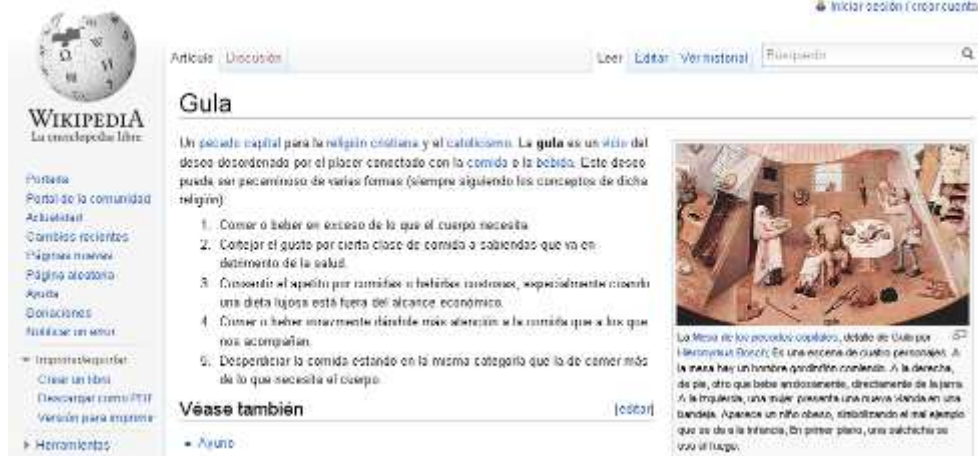 Iniciar sesión / crear cuenta
Artículo Discusión Leer Editar Ver historial Búsqueda
WIKIPEDIA
La enciclopedia libre
Gula
Un pecado capital para la religión cristiana y el catolicismo. La gula es un vicio del
deseo desordenado por el placer conectado con la comida o la bebida. Este deseo
puede ser pecaminoso de varias formas (siempre siguiendo los conceptos de dicha
religión):
1. Comer o beber en exceso de lo que el cuerpo necesita.
2. Cortejar el gusto por cierta clase de comida a sabiendas que va en
detrimento de la salud.
3. Consentir el apetito por comidas o bebidas costosas, especialmente cuando
una dieta lujosa está fuera del alcance económico.
4. Comer o beber vorazmente dándole más atención a la comida que a los que
nos acompañan.
5. Desperdiciar la comida estando en la misma categoría que la de comer más
de lo que necesita el cuerpo.
Véase también [editar]
Ayuno
Portada
Portal de la comunidad
Actualidad
Cambios recientes
Páginas nuevas
Página aleatoria
Ayuda
Donaciones
Notificar un error
Imprimir/exportar
Crear un libro
Descargar como PDF
Versión para imprimir
Herramientas
gula
La Mesa de los pecados capitales, detalle de Gula por
Hieronymus Bosch; Es una escena de cuatro personajes. A
la mesa hay un hombre gordinflón comiendo. A la derecha,
de pie, otro que bebe ansiosamente, directamente de la jarra.
A la izquierda, una mujer presenta una nueva vianda en una
bandeja. Aparece un niño obeso, simbolizando el mal ejemplo
que se da a la infancia, En primer plano, una salchicha se
asa al fuego.